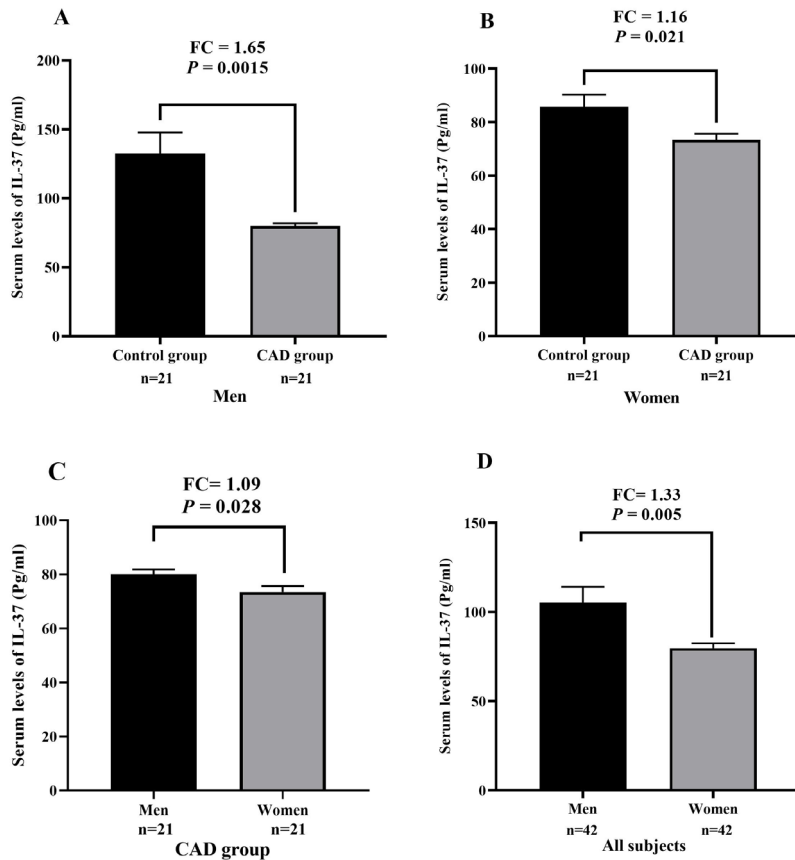 A
FC = 1.65
P = 0.0015
200
150
100
50
0
Serum levels of IL-37 (Pg/ml)
Control group
CAD group
n=21
n=21
Men
B
FC = 1.16
P = 0.021
100
80
60
40
20
0
Serum levels of IL-37 (Pg/ml)
Control group
CAD group
n=21
n=21
Women
C
FC= 1.09
P = 0.028
100
80
60
40
20
0
Serum levels of IL-37 (Pg/ml)
Men
Women
n=21
n=21
CAD group
D
FC= 1.33
P = 0.005
150
100
50
0
Serum levels of IL-37 (Pg/ml)
Men
Women
n=42
n=42
All subjects